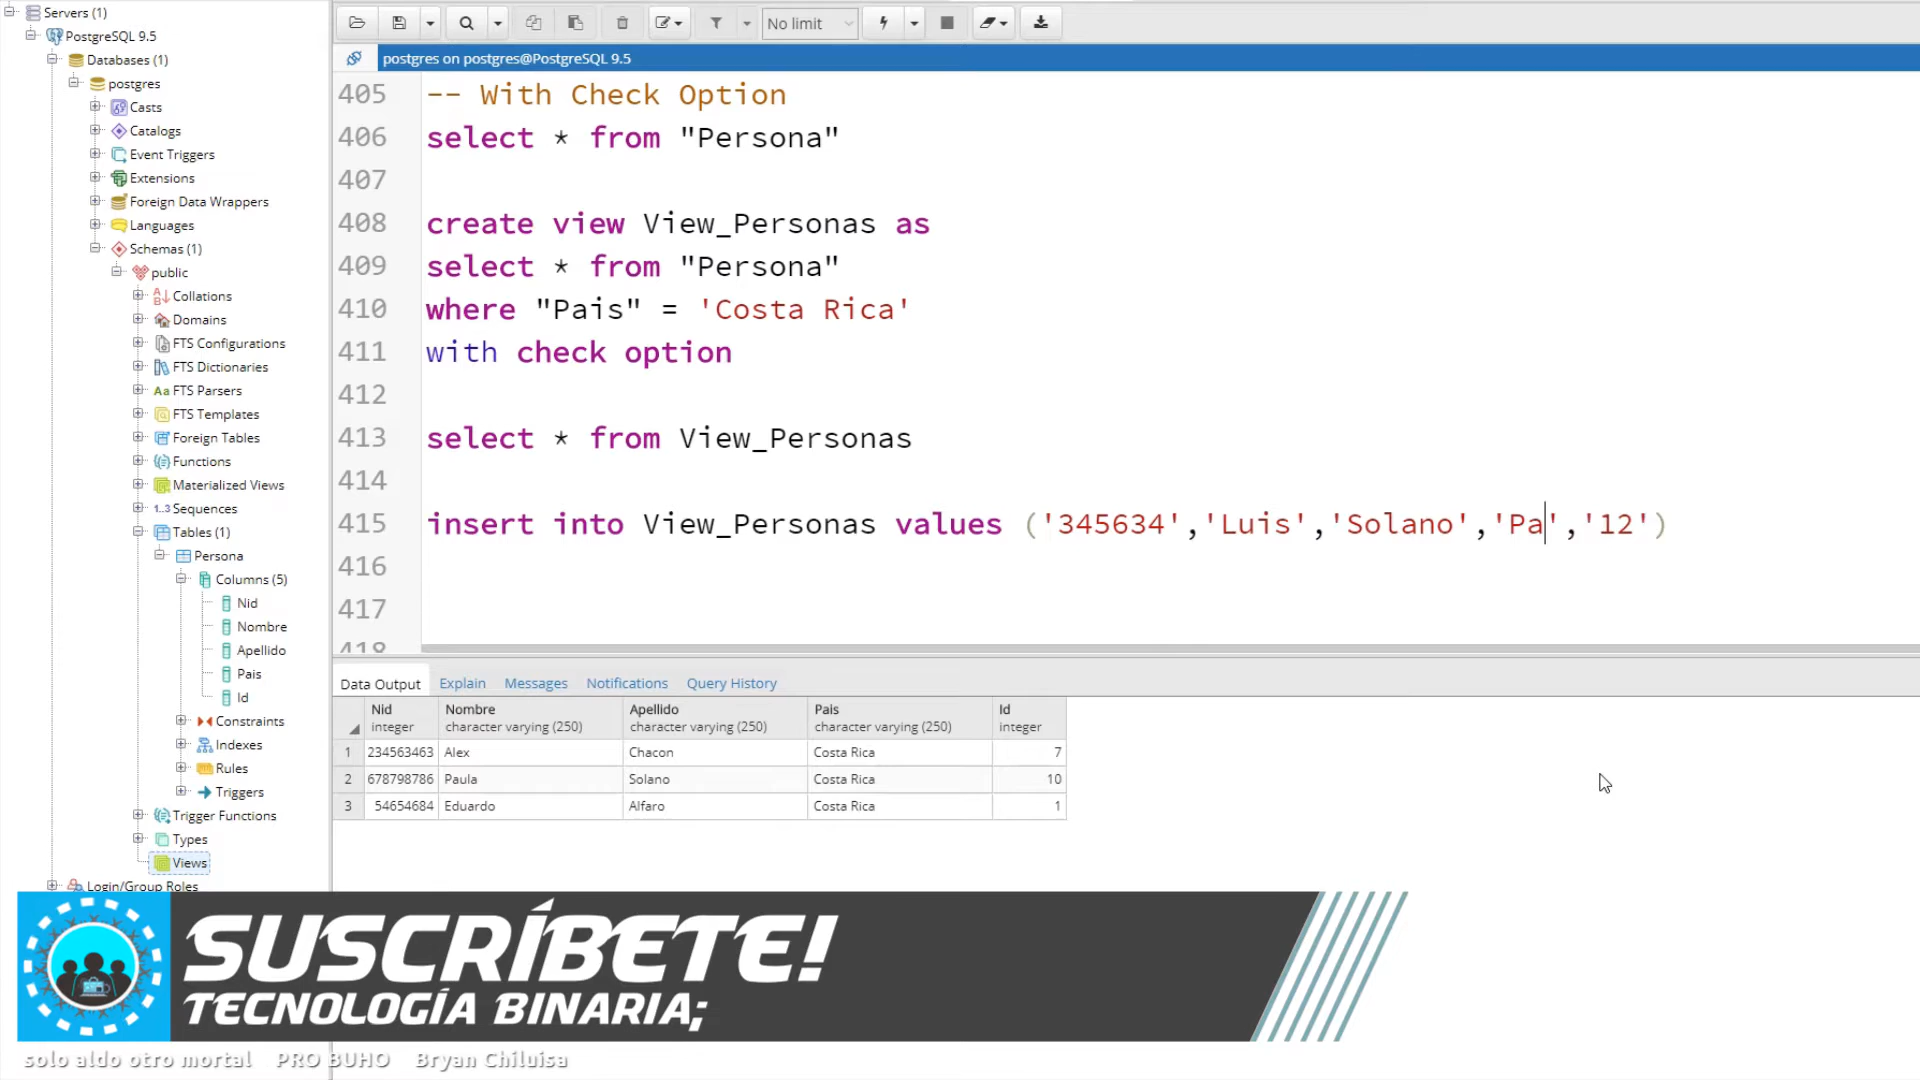 Servers (1)
PostgreSQL 9.5
Databases (1)
postgres
Casts
Catalogs
Event Triggers
Extensions
Foreign Data Wrappers
Languages
Schemas (1)
public
Collations
Domains
FTS Configurations
FTS Dictionaries
Aa FTS Parsers
FTS Templates
Foreign Tables
Functions
Materialized Views
1..3 Sequences
Tables (1)
Persona
Columns (5)
Nid
Nombre
Apellido
Pais
Id
Constraints
Indexes
Rules
Triggers
Trigger Functions
Types
Views
Login/Group Roles
No limit
postgres on postgres@PostgreSQL 9.5
405 -- With Check Option
406 select * from "Persona"
407
408 create view View_Personas as
409 select * from "Persona"
410 where "Pais" = 'Costa Rica'
411 with check option
412
413 select * from View_Personas
414
415 insert into View_Personas values ('345634','Luis','Solano','Pa','12')
416
417
418
Data Output Explain Messages Notifications Query History
Nid Nombre Apellido Pais Id
integer character varying (250) character varying (250) character varying (250) integer
1 234563463 Alex Chacon Costa Rica 7
2 678798786 Paula Solano Costa Rica 10
3 54654684 Eduardo Alfaro Costa Rica 1
SUSCRÍBETE!
TECNOLOGÍA BINARIA;
solo aldo otro mortal PRO BUHO Bryan Chiluisa